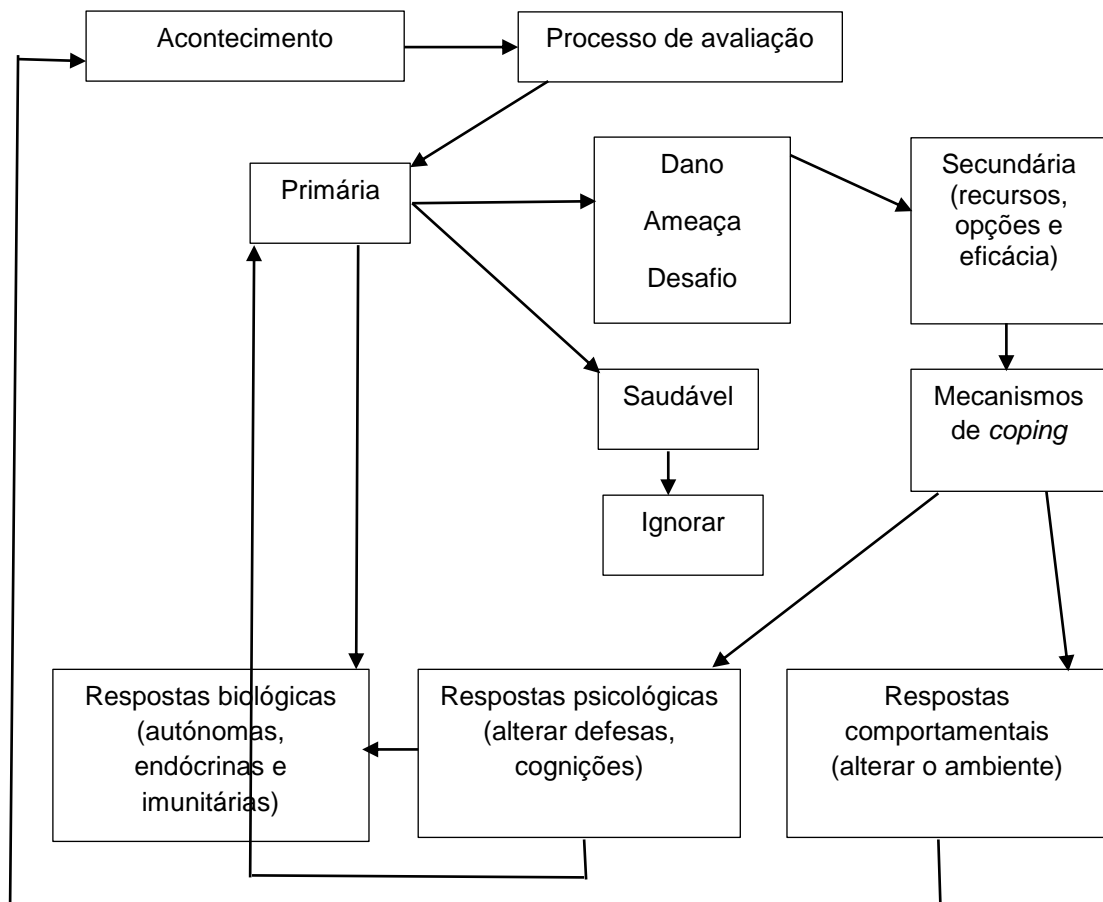 Acontecimento
Processo de avaliação
Primária
Dano
Ameaça
Desafio
Secundária
(recursos,
opções e
eficácia)
Saudável
Mecanismos
de coping
Ignorar
Respostas biológicas
(autónomas,
endócrinas e
imunitárias)
Respostas psicológicas
(alterar defesas,
cognições)
Respostas
comportamentais
(alterar o ambiente)